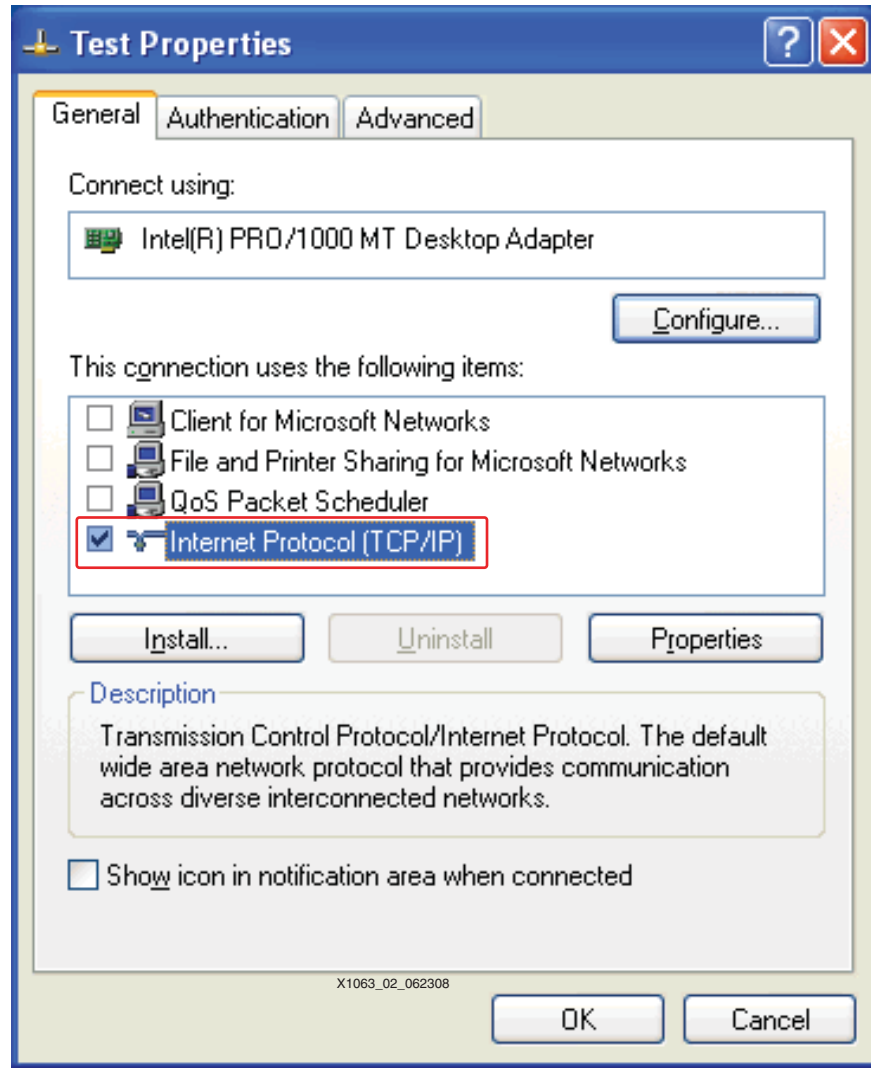 Test Properties
General
Authentication
Advanced
Connect using:
Intel(R) PRO/1000 MT Desktop Adapter
Configure...
This connection uses the following items:
Client for Microsoft Networks
File and Printer Sharing for Microsoft Networks
QoS Packet Scheduler
Internet Protocol (TCP/IP)
Install...
Uninstall
Properties
Description
Transmission Control Protocol/Internet Protocol. The default
wide area network protocol that provides communication
across diverse interconnected networks.
Show icon in notification area when connected
X1063_02_062308
OK
Cancel